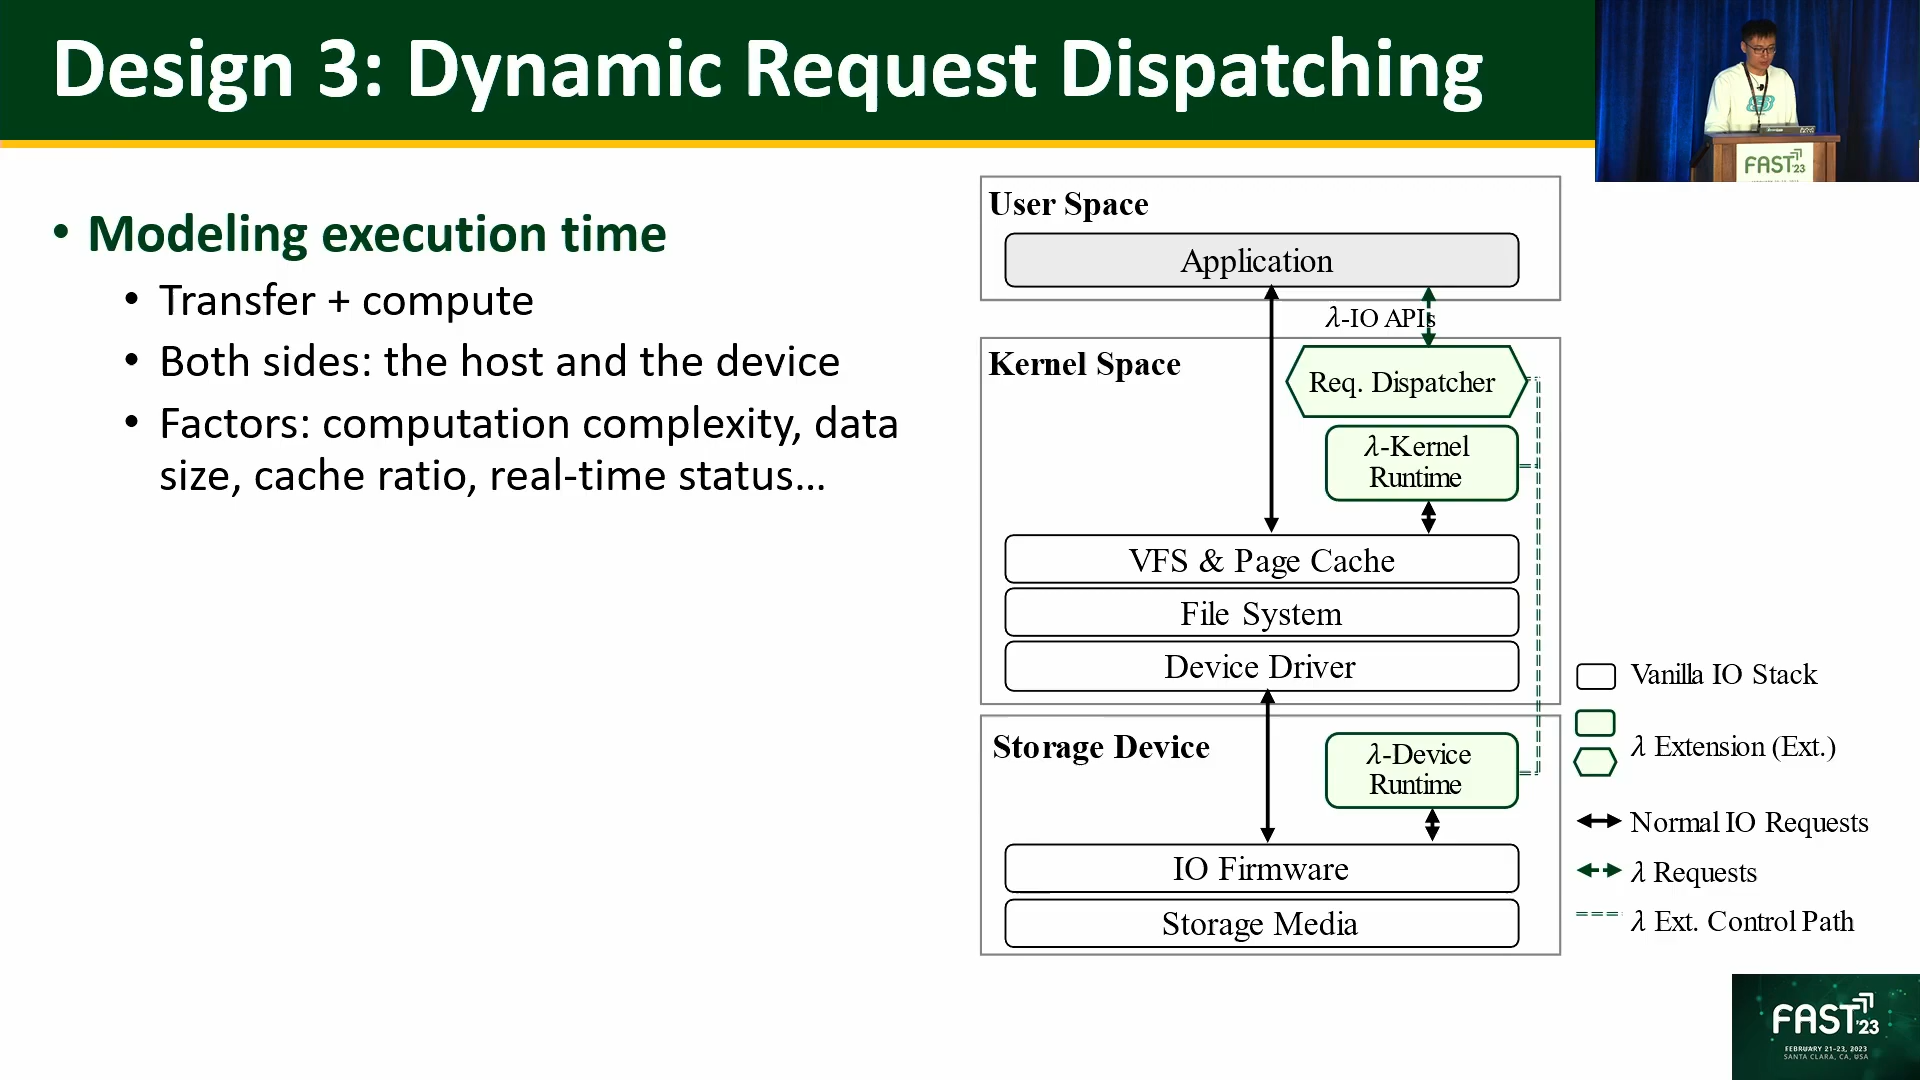 Design 3: Dynamic Request Dispatching
• Modeling execution time
• Transfer + compute
• Both sides: the host and the device
• Factors: computation complexity, data
size, cache ratio, real-time status...
User Space
Application
λ-IO APIs
Kernel Space
Req. Dispatcher
λ-Kernel
Runtime
VFS & Page Cache
File System
Device Driver
Storage Device
λ-Device
Runtime
IO Firmware
Storage Media
Vanilla IO Stack
λ Extension (Ext.)
Normal IO Requests
λ Requests
λ Ext. Control Path
FAST'23
FAST'23
FEBRUARY 21-23, 2023
SANTA CLARA, CA, USA